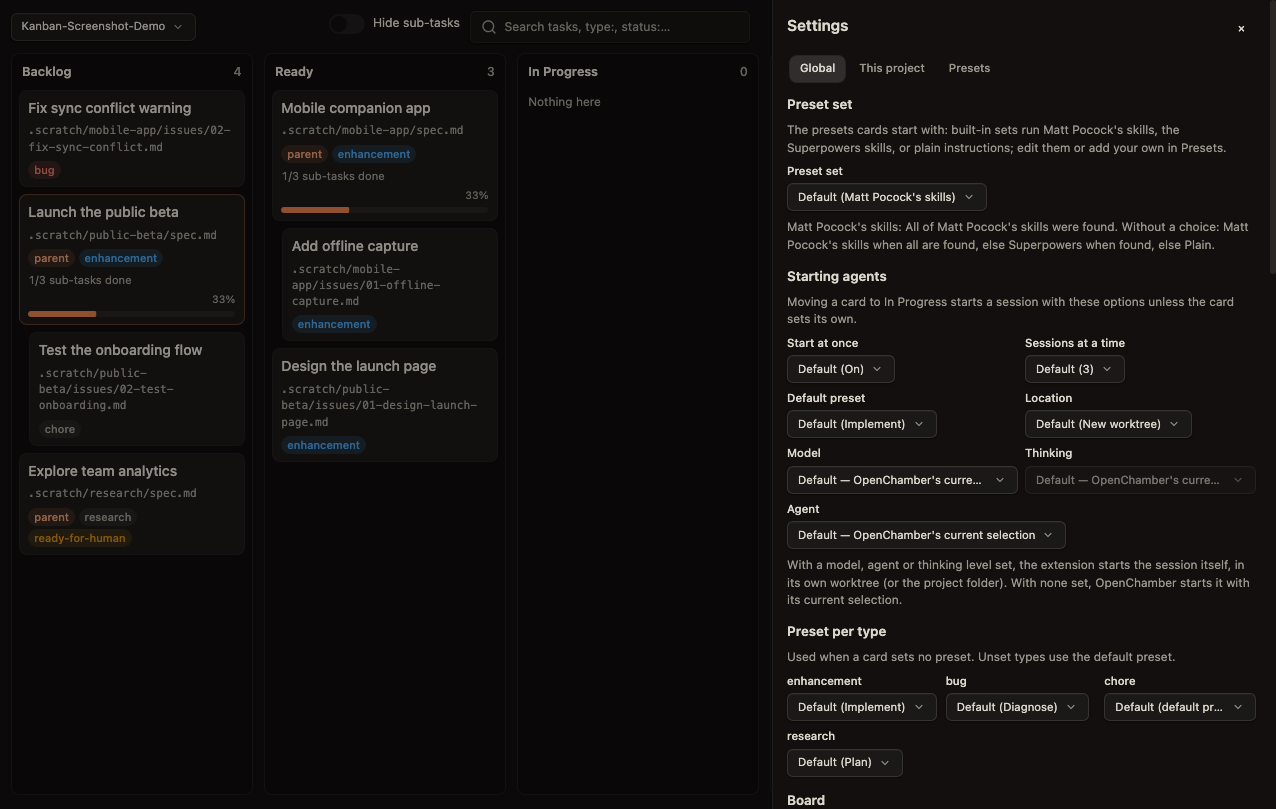 Kanban-Screenshot-Demo
Hide sub-tasks
Search tasks, type:, status:...
Backlog 4
Fix sync conflict warning
.scratch/mobile-app/issues/02-
fix-sync-conflict.md
bug
Launch the public beta
.scratch/public-beta/spec.md
parent enhancement
1/3 sub-tasks done
33%
Test the onboarding flow
.scratch/public-
beta/issues/02-test-
onboarding.md
chore
Explore team analytics
.scratch/research/spec.md
parent research
ready-for-human
Ready 3
Mobile companion app
.scratch/mobile-app/spec.md
parent enhancement
1/3 sub-tasks done
33%
Add offline capture
.scratch/mobile-
app/issues/01-offline-
capture.md
enhancement
Design the launch page
.scratch/public-
beta/issues/01-design-launch-
page.md
enhancement
In Progress 0
Nothing here
Settings
×
Global This project Presets
Preset set
The presets cards start with: built-in sets run Matt Pocock's skills, the
Superpowers skills, or plain instructions; edit them or add your own in Presets.
Preset set
Default (Matt Pocock's skills)
Matt Pocock's skills: All of Matt Pocock's skills were found. Without a choice: Matt
Pocock's skills when all are found, else Superpowers when found, else Plain.
Starting agents
Moving a card to In Progress starts a session with these options unless the card
sets its own.
Start at once Sessions at a time
Default (On) Default (3)
Default preset Location
Default (Implement) Default (New worktree)
Model Thinking
Default — OpenChamber's curre... Default — OpenChamber's curre...
Agent
Default — OpenChamber's current selection
With a model, agent or thinking level set, the extension starts the session itself, in
its own worktree (or the project folder). With none set, OpenChamber starts it with
its current selection.
Preset per type
Used when a card sets no preset. Unset types use the default preset.
enhancement bug chore
Default (Implement) Default (Diagnose) Default (default pr...
research
Default (Plan)
Board